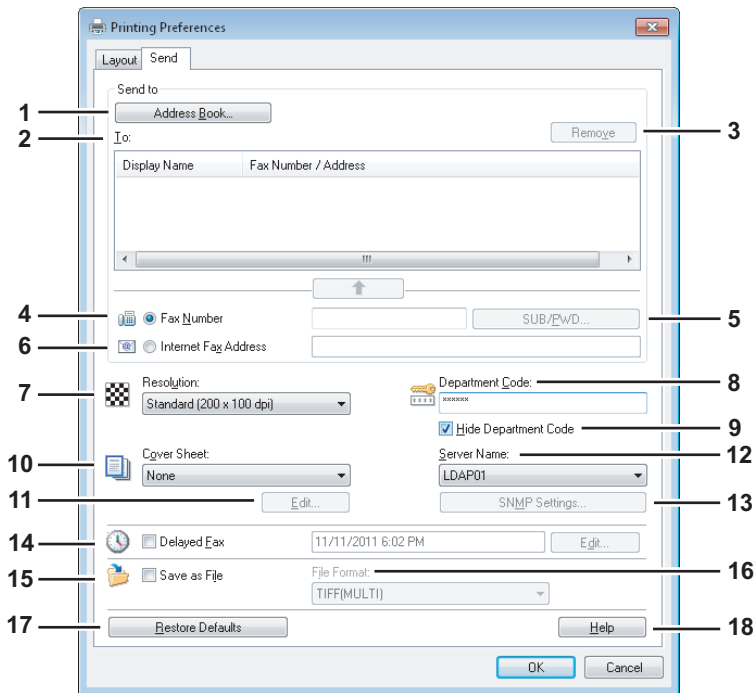 Printing Preferences
Layout Send
Send to
1 Address Book...
2 To: Remove 3
Display Name Fax Number / Address
4 Fax Number SUB/PWD... 5
6 Internet Fax Address
7 Resolution: Department Code: 8
Standard (200 x 100 dpi) ××××××
Hide Department Code 9
10 Cover Sheet: Server Name: 12
None LDAP01
11 Edit... SNMP Settings... 13
14 Delayed Fax 11/11/2011 6:02 PM Edit...
15 Save as File File Format: 16
TIFF(MULTI)
17 Restore Defaults Help 18
OK Cancel